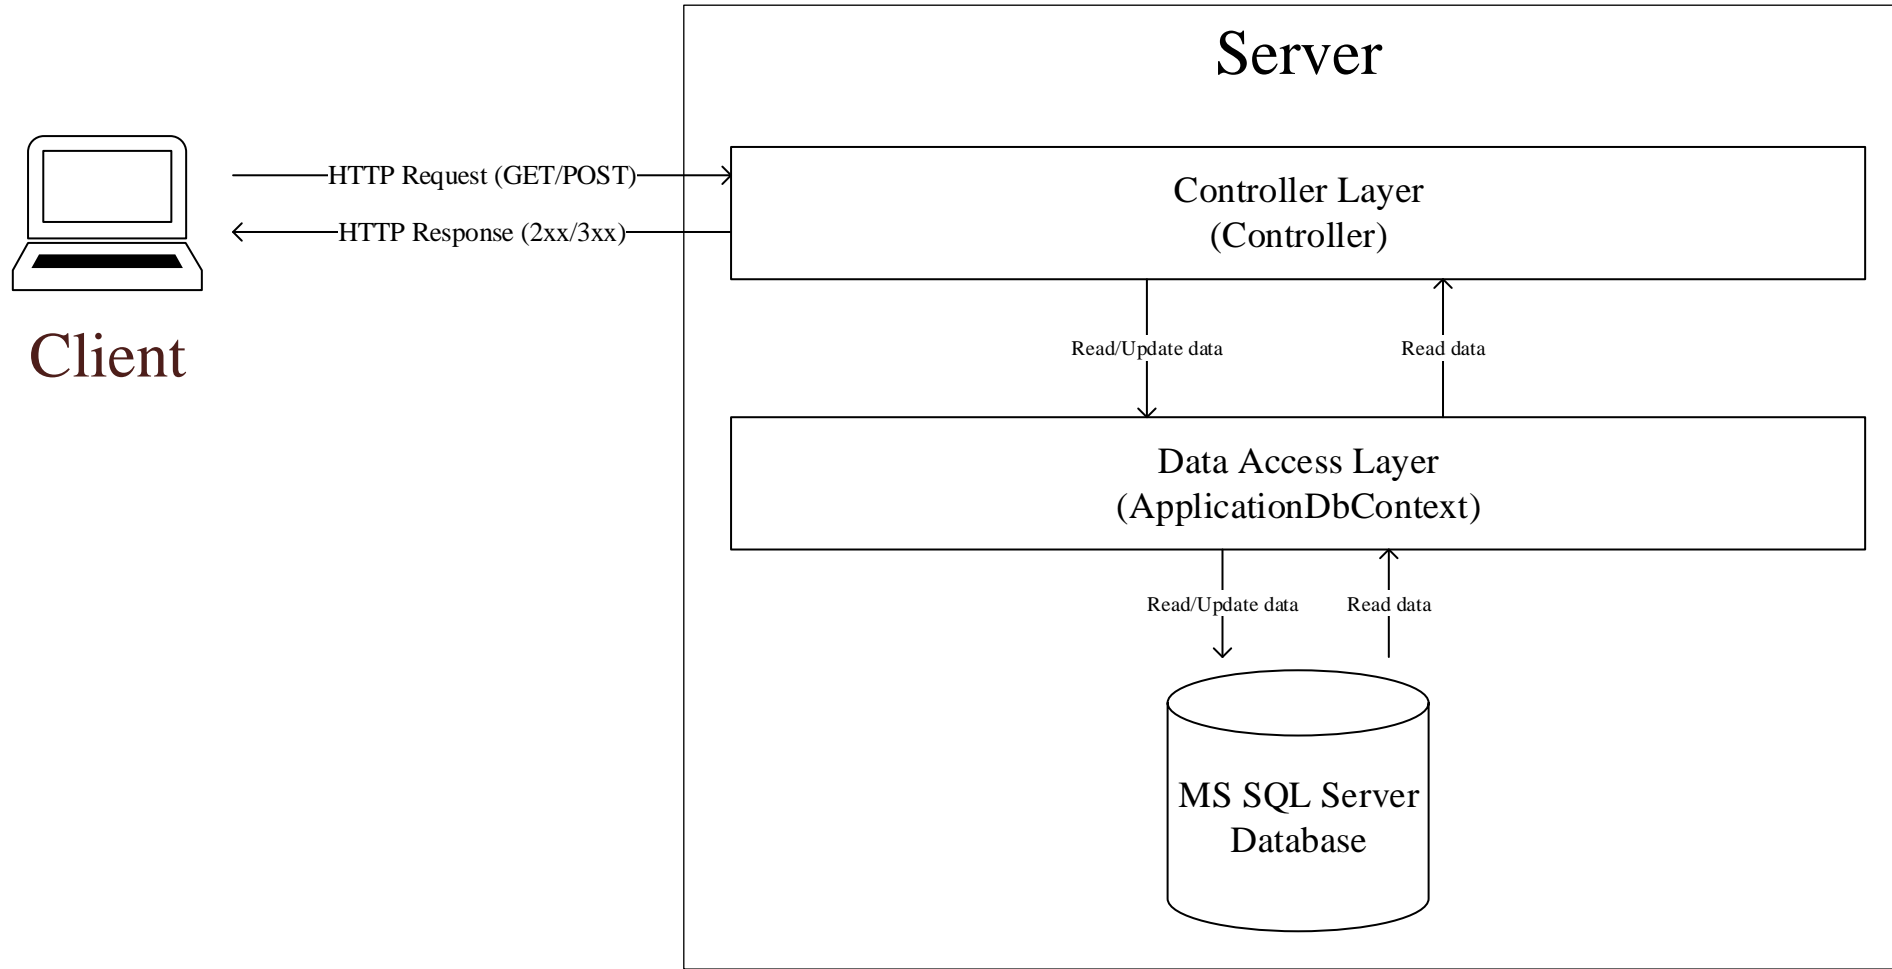 Server
HTTP Request (GET/POST)
HTTP Response (2xx/3xx)
Client
Controller Layer
(Controller)
Read/Update data
Read data
Data Access Layer
(ApplicationDbContext)
Read/Update data
Read data
MS SQL Server
Database